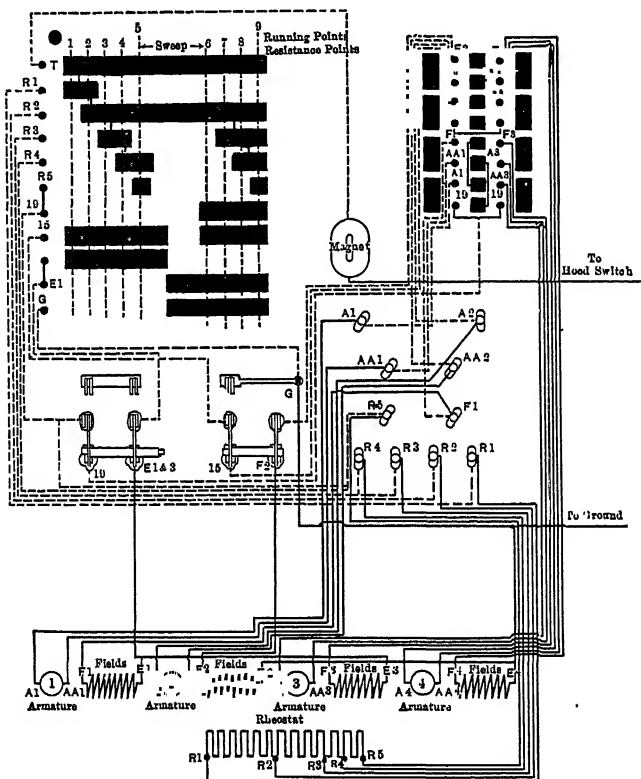 1 2 3 4 5 Sweep 6 7 8 9 Running Points
Resistance Points
T
R1
R2
R3
R4
R5
19
15
E1
G
F F3
AA1 A3
A1 AA3
19 19
Magnet
To
Hood Switch
A1 A2
AA1 AA2
G
R5 F1
R4 R3 R2 R1
19 E1&3 15 F2
To Ground
F1 Fields E1 Fields F3 Fields E3 F4 Fields E
A1 1 AA1 3 AA3 A4 4
Armature Armature Armature Armature
Rheostat
R1 R2 R3 R4 R5